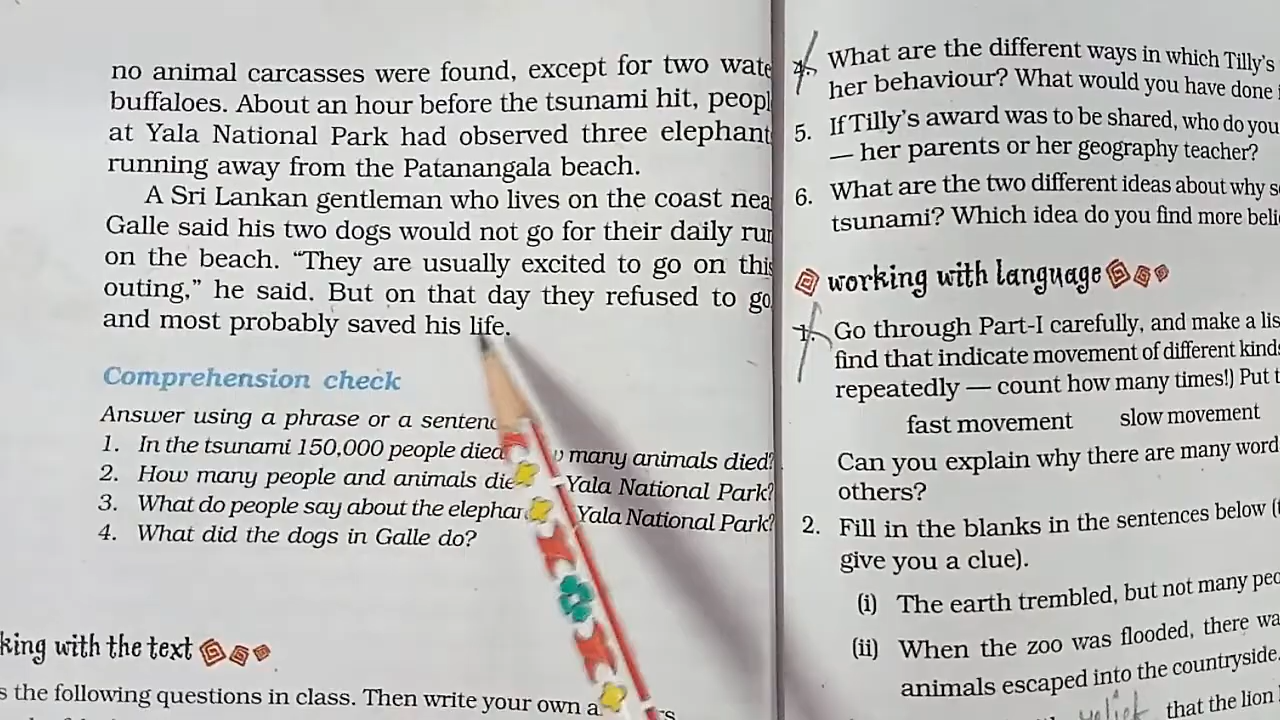 no animal carcasses were found, except for two wate
buffaloes. About an hour before the tsunami hit, peopl
at Yala National Park had observed three elephant
running away from the Patanangala beach.
A Sri Lankan gentleman who lives on the coast nea
Galle said his two dogs would not go for their daily run
on the beach. “They are usually excited to go on this
outing,” he said. But on that day they refused to go
and most probably saved his life.
Comprehension check
Answer using a phrase or a sentenc
1. In the tsunami 150,000 people died many animals died?
2. How many people and animals die Yala National Park?
3. What do people say about the elephan Yala National Park?
4. What did the dogs in Galle do?
king with the text
s the following questions in class. Then write your own a s
4. What are the different ways in which Tilly's
her behaviour? What would you have done i
5. If Tilly's award was to be shared, who do you
— her parents or her geography teacher?
6. What are the two different ideas about why s
tsunami? Which idea do you find more beli
working with language
1. Go through Part-I carefully, and make a lis
find that indicate movement of different kinds
repeatedly — count how many times!) Put t
fast movement slow movement
Can you explain why there are many word
others?
2. Fill in the blanks in the sentences below (t
give you a clue).
(i) The earth trembled, but not many peo
(ii) When the zoo was flooded, there wa
animals escaped into the countryside.
that the lion